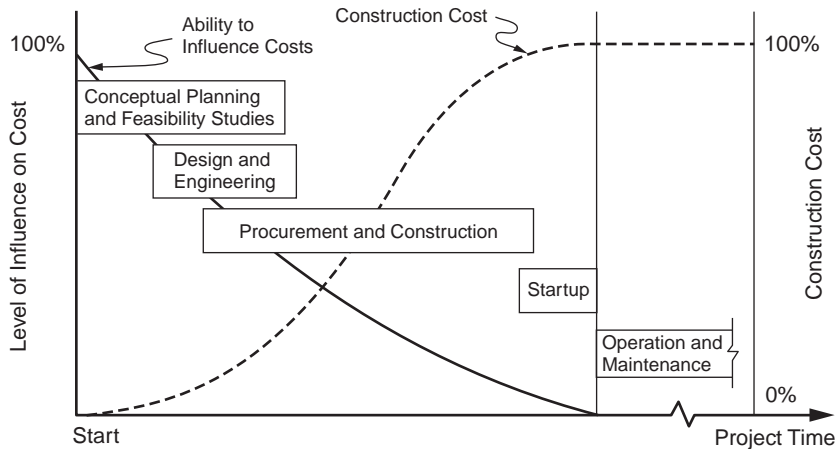 Ability to
Influence Costs
Construction Cost
100%
100%
Level of Influence on Cost
Conceptual Planning
and Feasibility Studies
Design and
Engineering
Procurement and Construction
Startup
Operation and
Maintenance
Construction Cost
0%
Start
Project Time